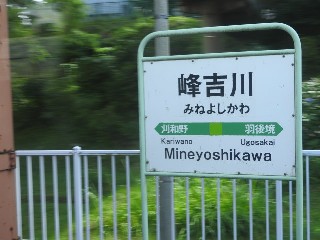 峰吉川
みねよしかわ
刈和野 羽後境
Kariwano Ugosakai
Mineyoshikawa